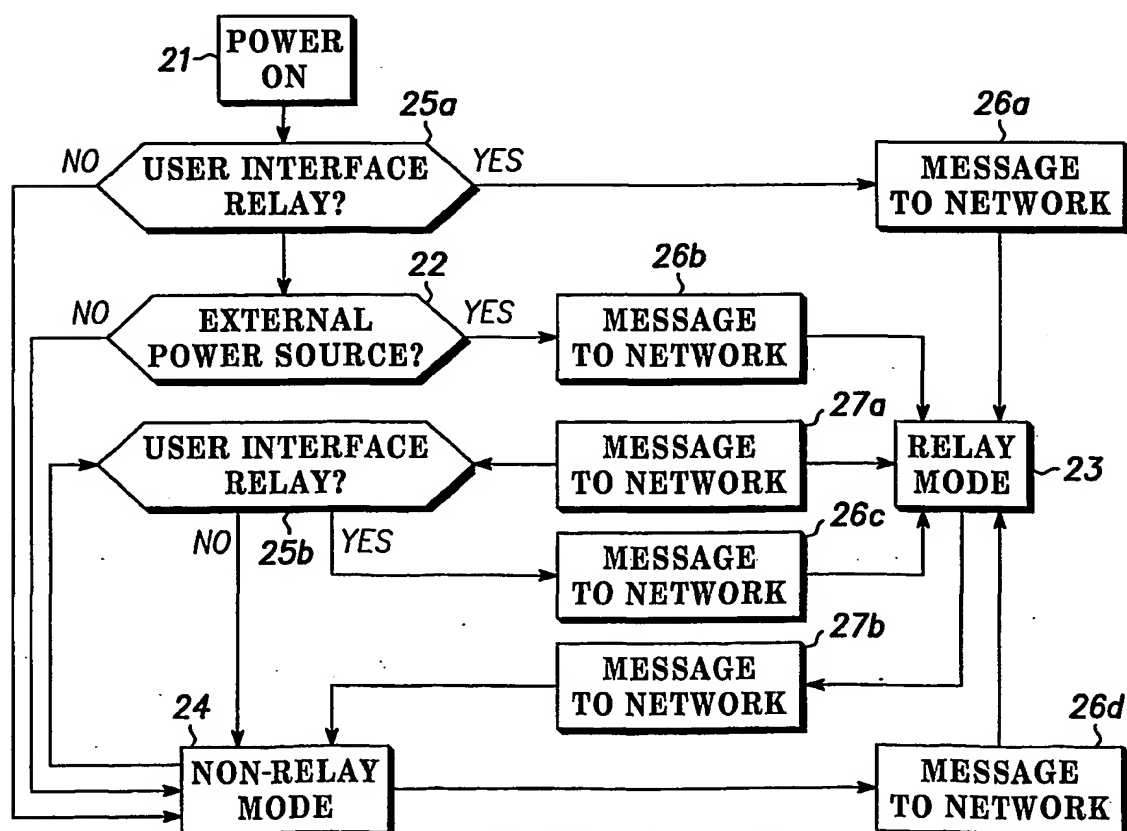 21
POWER
ON
25a
26a
NO
USER INTERFACE
RELAY?
YES
MESSAGE
TO NETWORK
22
26b
NO
EXTERNAL
POWER SOURCE?
YES
MESSAGE
TO NETWORK
27a
USER INTERFACE
RELAY?
MESSAGE
TO NETWORK
RELAY
MODE
23
NO
25b
YES
26c
MESSAGE
TO NETWORK
27b
MESSAGE
TO NETWORK
24
26d
NON-RELAY
MODE
MESSAGE
TO NETWORK